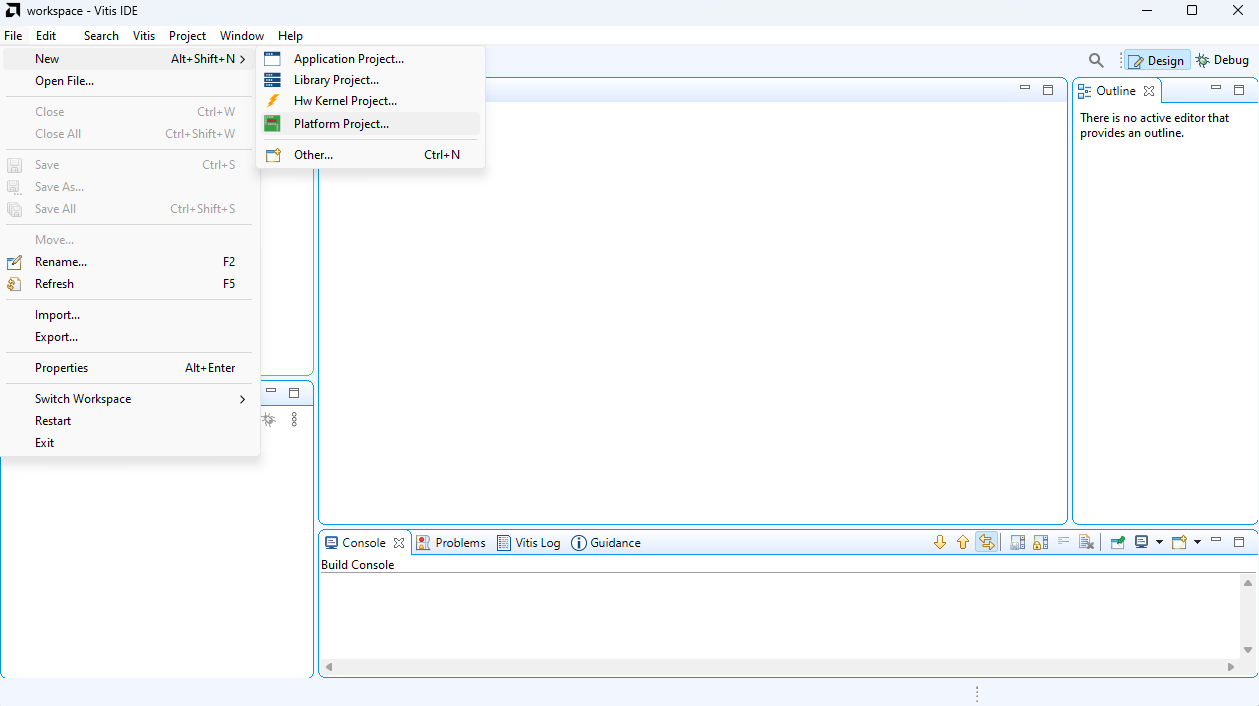 workspace - Vitis IDE
File Edit Search Vitis Project Window Help
New Alt+Shift+N
Open File...
Close Ctrl+W
Close All Ctrl+Shift+W
Save Ctrl+S
Save As...
Save All Ctrl+Shift+S
Move...
Rename... F2
Refresh F5
Import...
Export...
Properties Alt+Enter
Switch Workspace
Restart
Exit
Application Project...
Library Project...
Hw Kernel Project...
Platform Project...
Other... Ctrl+N
Design Debug
Outline
There is no active editor that
provides an outline.
Console Problems Vitis Log Guidance
Build Console